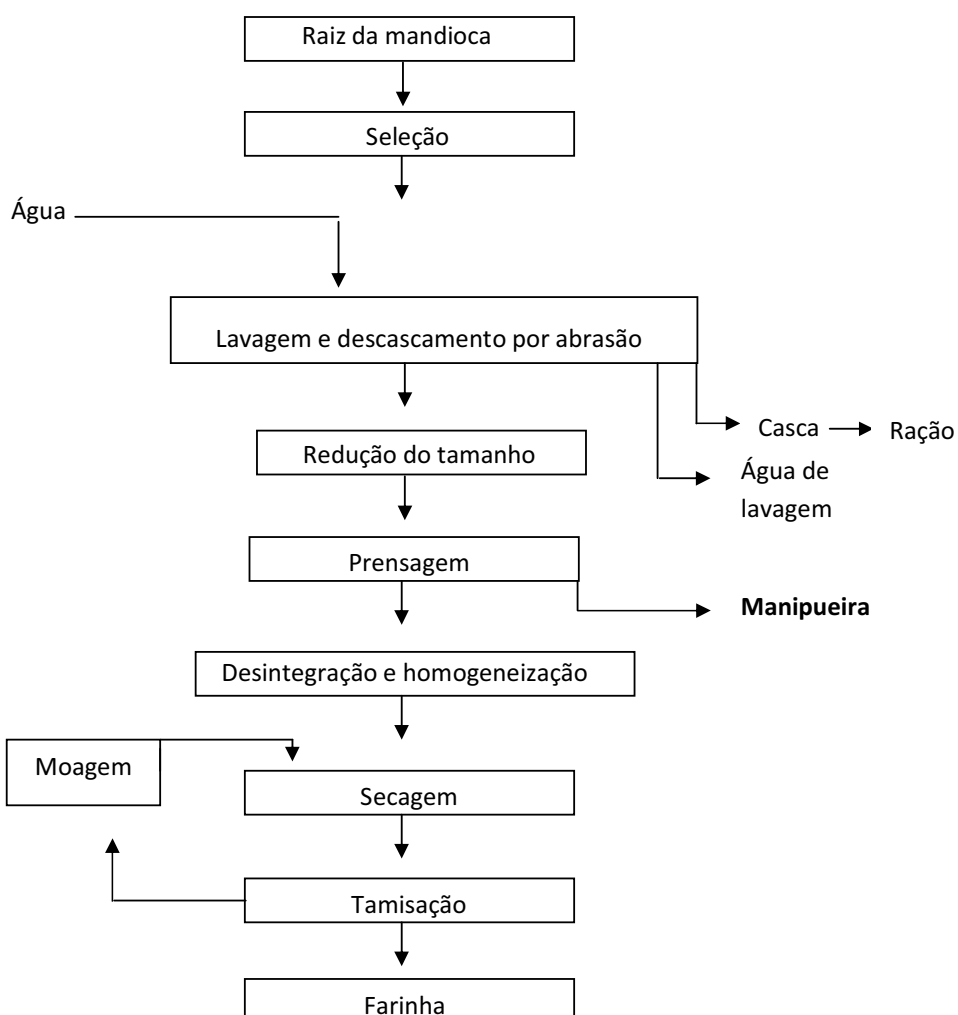 Raiz da mandioca
Seleção
Água
Lavagem e descascamento por abrasão
Casca
Ração
Redução do tamanho
Água de
lavagem
Prensagem
Manipueira
Desintegração e homogeneização
Moagem
Secagem
Tamisação
Farinha